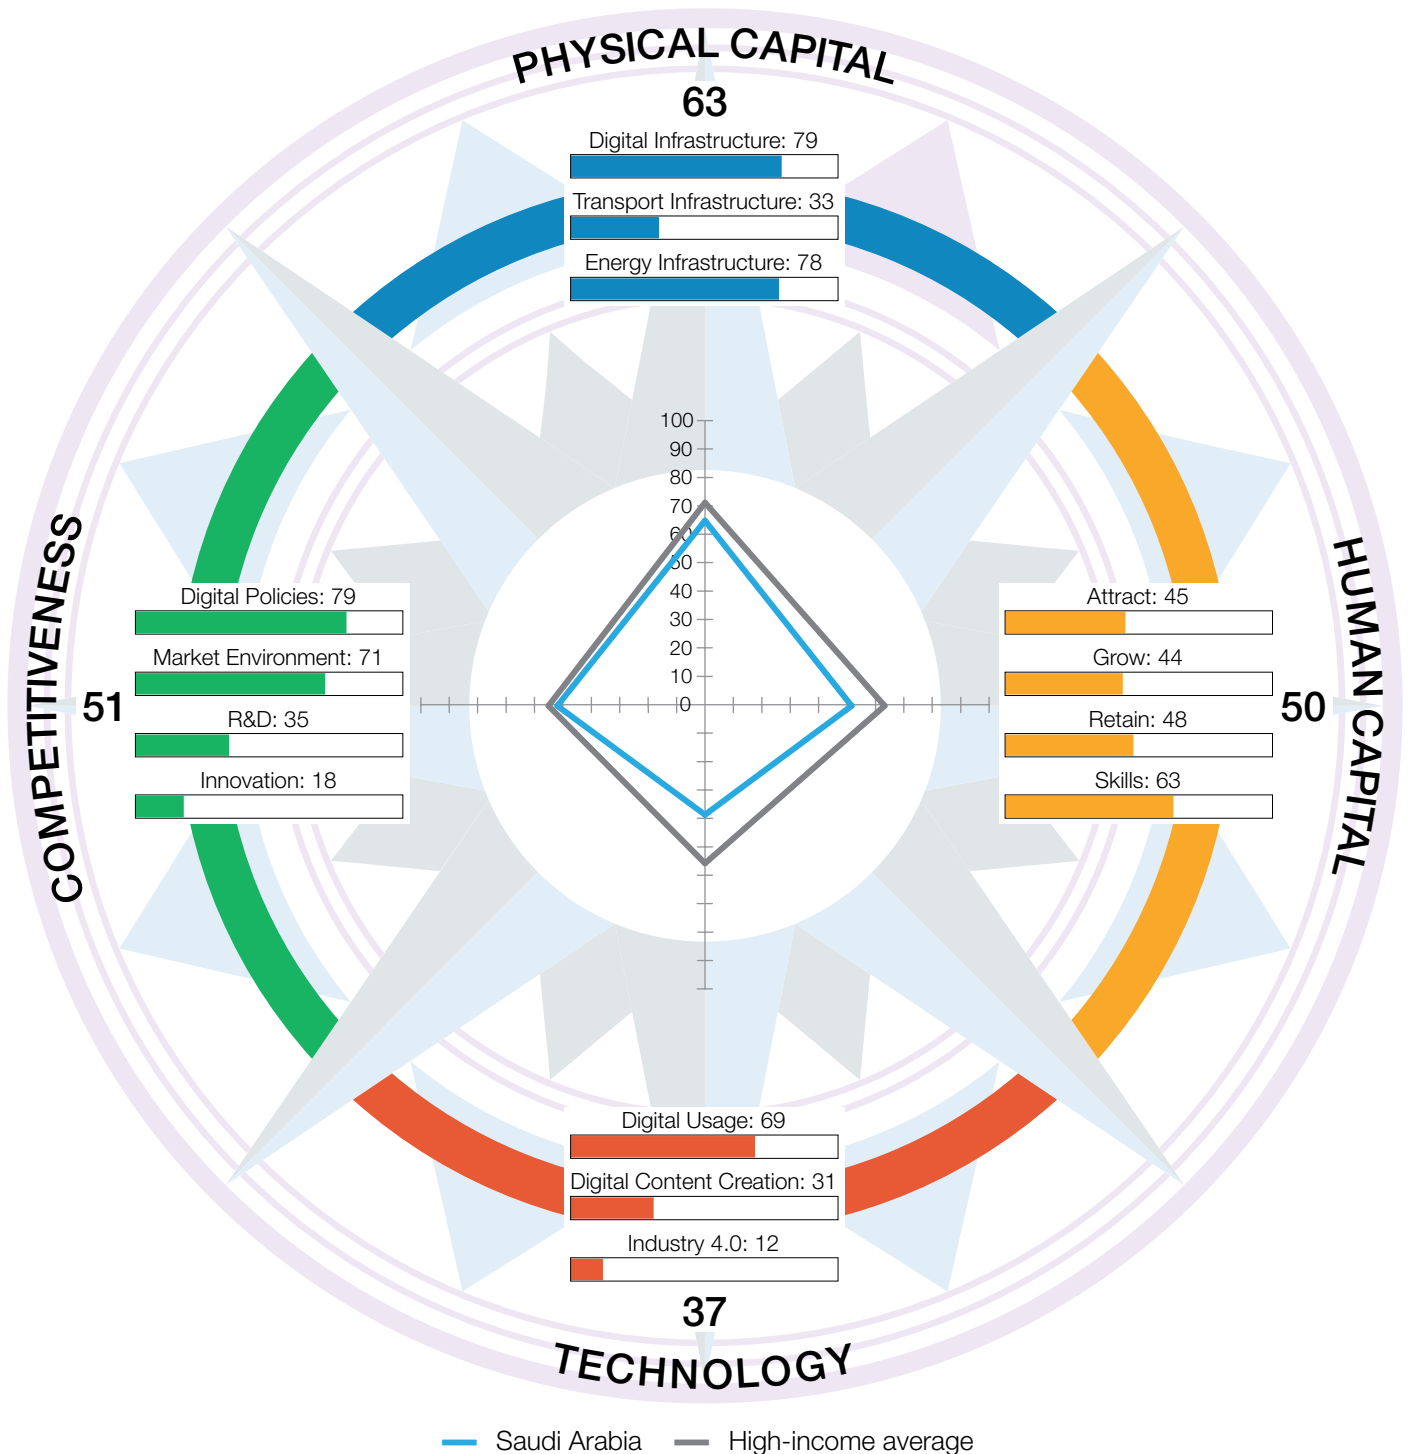 PHYSICAL CAPITAL
63
Digital Infrastructure: 79
Transport Infrastructure: 33
Energy Infrastructure: 78
100
90
80
70
60
50
40
30
20
10
0
COMPETITIVENESS
51
Digital Policies: 79
Market Environment: 71
R&D: 35
Innovation: 18
HUMAN CAPITAL
50
Attract: 45
Grow: 44
Retain: 48
Skills: 63
Digital Usage: 69
Digital Content Creation: 31
Industry 4.0: 12
37
TECHNOLOGY
Saudi Arabia
High-income average